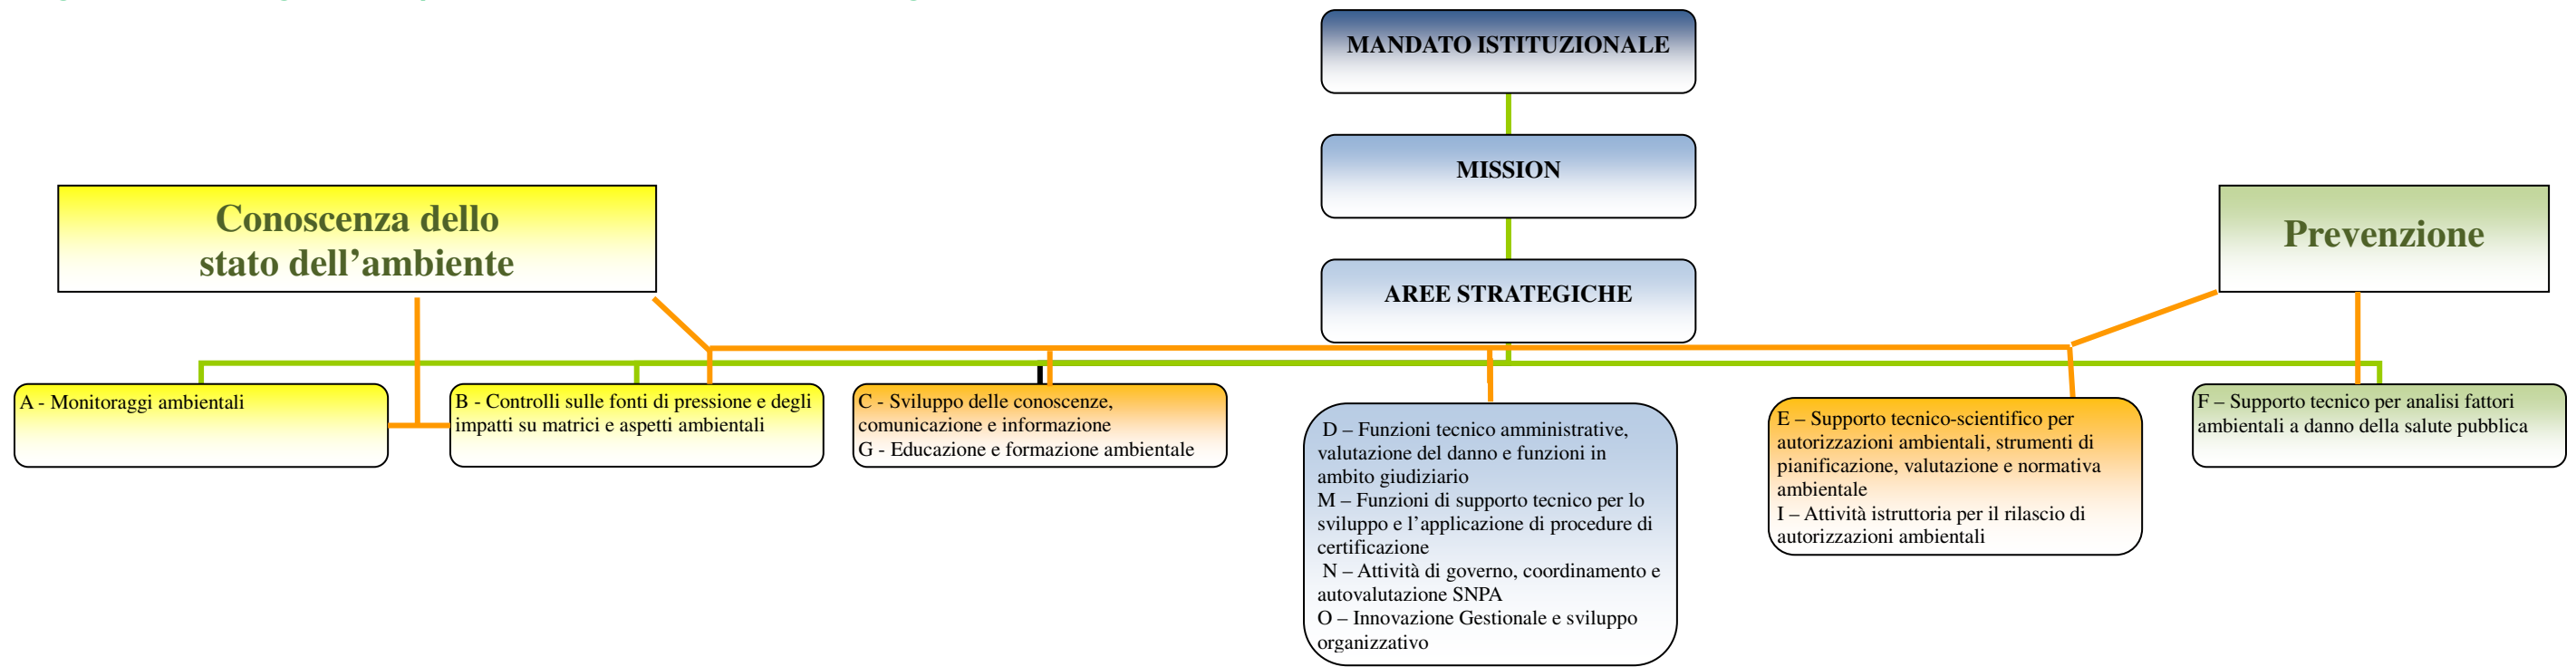 MANDATO ISTITUZIONALE
MISSION
AREE STRATEGICHE
Conoscenza dello
stato dell’ambiente
Prevenzione
A - Monitoraggi ambientali
B - Controlli sulle fonti di pressione e degli
impatti su matrici e aspetti ambientali
C - Sviluppo delle conoscenze,
comunicazione e informazione
G - Educazione e formazione ambientale
D – Funzioni tecnico amministrative,
valutazione del danno e funzioni in
ambito giudiziario
M – Funzioni di supporto tecnico per lo
sviluppo e l’applicazione di procedure di
certificazione
N – Attività di governo, coordinamento e
autovalutazione SNPA
O – Innovazione Gestionale e sviluppo
organizzativo
E – Supporto tecnico-scientifico per
autorizzazioni ambientali, strumenti di
pianificazione, valutazione e normativa
ambientale
I – Attività istruttoria per il rilascio di
autorizzazioni ambientali
F – Supporto tecnico per analisi fattori
ambientali a danno della salute pubblica